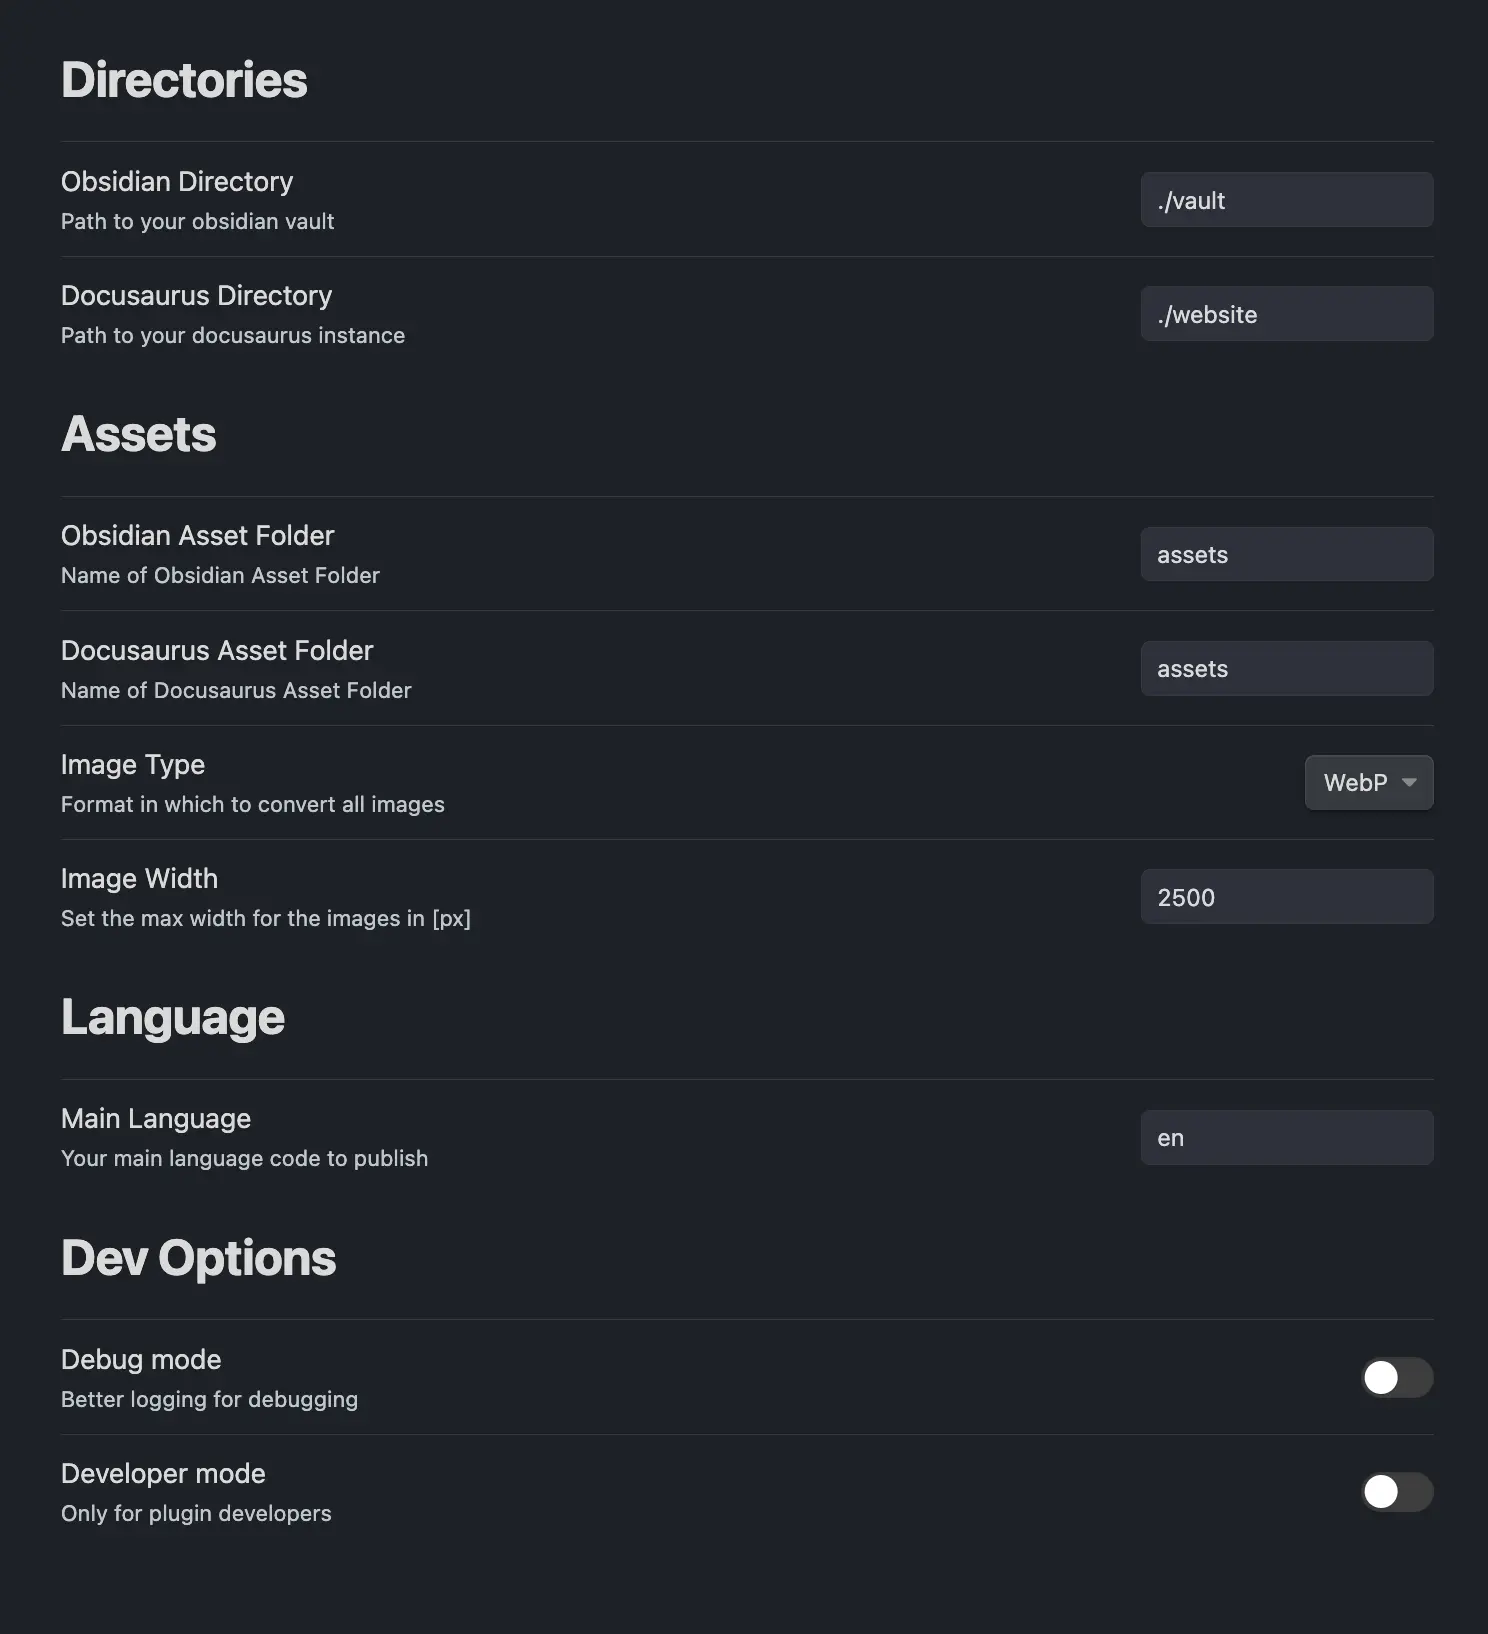 Directories
Obsidian Directory
Path to your obsidian vault
./vault
Docusaurus Directory
Path to your docusaurus instance
./website
Assets
Obsidian Asset Folder
Name of Obsidian Asset Folder
assets
Docusaurus Asset Folder
Name of Docusaurus Asset Folder
assets
Image Type
Format in which to convert all images
WebP
Image Width
Set the max width for the images in [px]
2500
Language
Main Language
Your main language code to publish
en
Dev Options
Debug mode
Better logging for debugging
Developer mode
Only for plugin developers